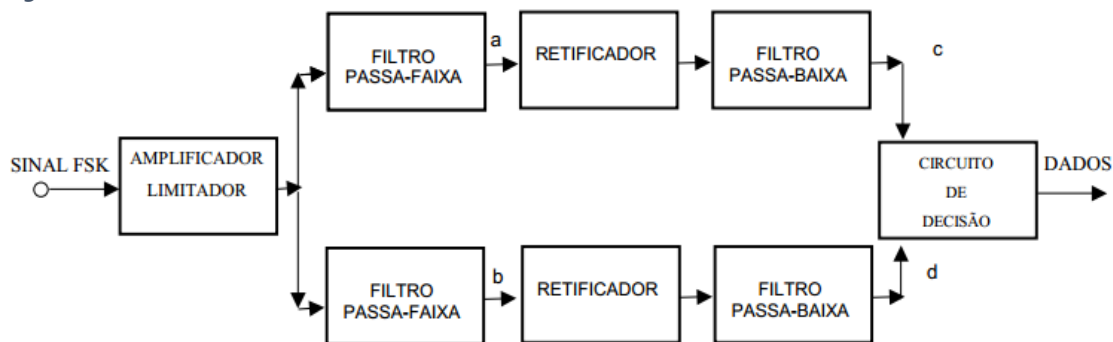 a
c
FILTRO
PASSA-FAIXA
RETIFICADOR
FILTRO
PASSA-BAIXA
SINAL FSK
AMPLIFICADOR
LIMITADOR
CIRCUITO
DE
DECISÃO
DADOS
b
d
FILTRO
PASSA-FAIXA
RETIFICADOR
FILTRO
PASSA-BAIXA